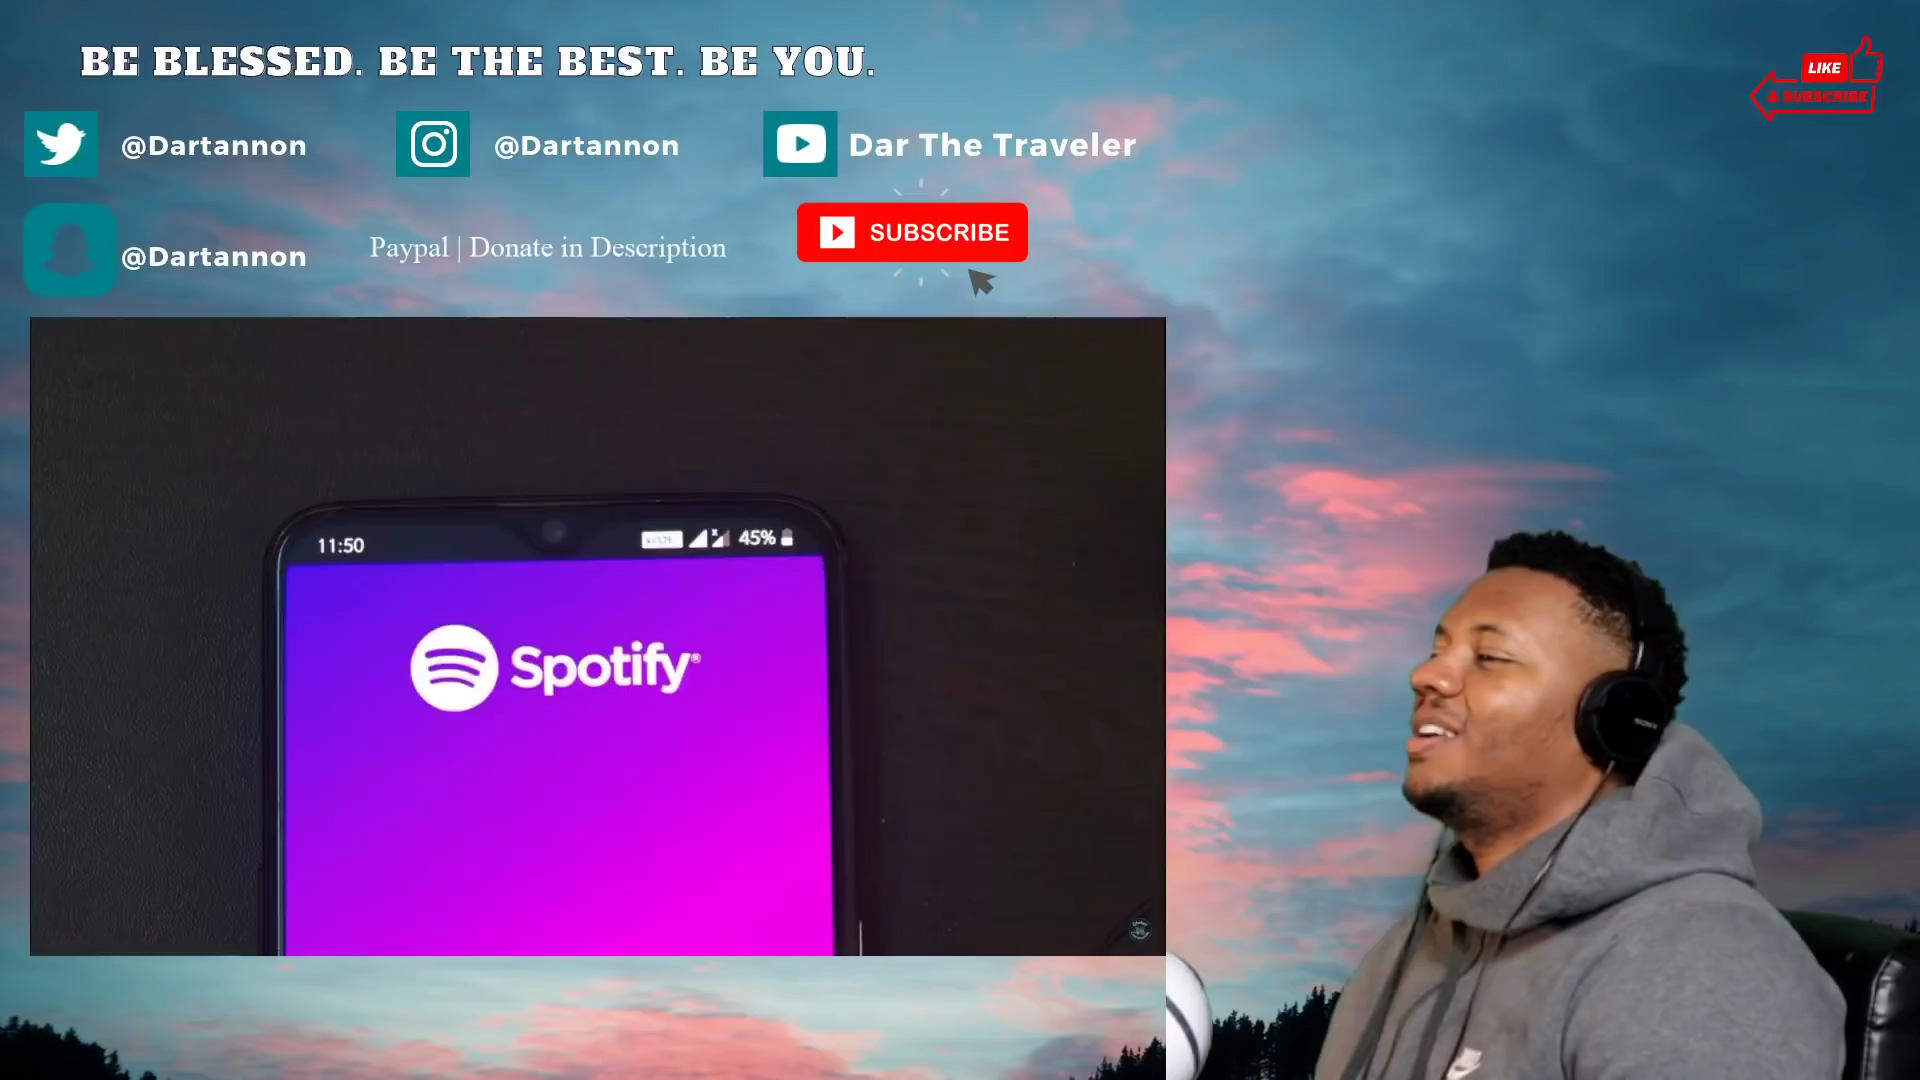 BE BLESSED. BE THE BEST. BE YOU.
LIKE
& SUBSCRIBE
@Dartannon
@Dartannon
Dar The Traveler
@Dartannon
Paypal | Donate in Description
SUBSCRIBE
11:50
45%
Spotify®
SONY